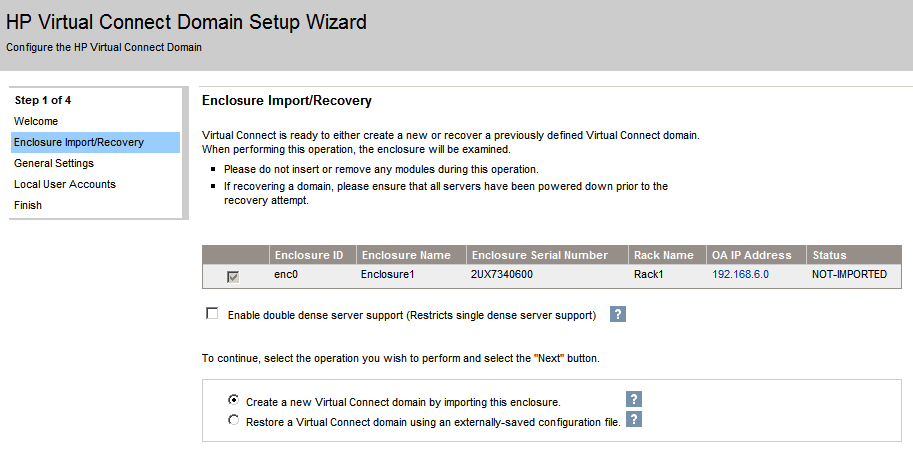 HP Virtual Connect Domain Setup Wizard
Configure the HP Virtual Connect Domain
Step 1 of 4
Welcome
Enclosure Import/Recovery
General Settings
Local User Accounts
Finish
Enclosure Import/Recovery
Virtual Connect is ready to either create a new or recover a previously defined Virtual Connect domain.
When performing this operation, the enclosure will be examined.
Please do not insert or remove any modules during this operation.
If recovering a domain, please ensure that all servers have been powered down prior to the
recovery attempt.
Enclosure ID Enclosure Name Enclosure Serial Number Rack Name OA IP Address Status
enc0 Enclosure1 2UX7340600 Rack1 192.168.6.0 NOT-IMPORTED
Enable double dense server support (Restricts single dense server support) ?
To continue, select the operation you wish to perform and select the "Next" button.
Create a new Virtual Connect domain by importing this enclosure. ?
Restore a Virtual Connect domain using an externally-saved configuration file. ?